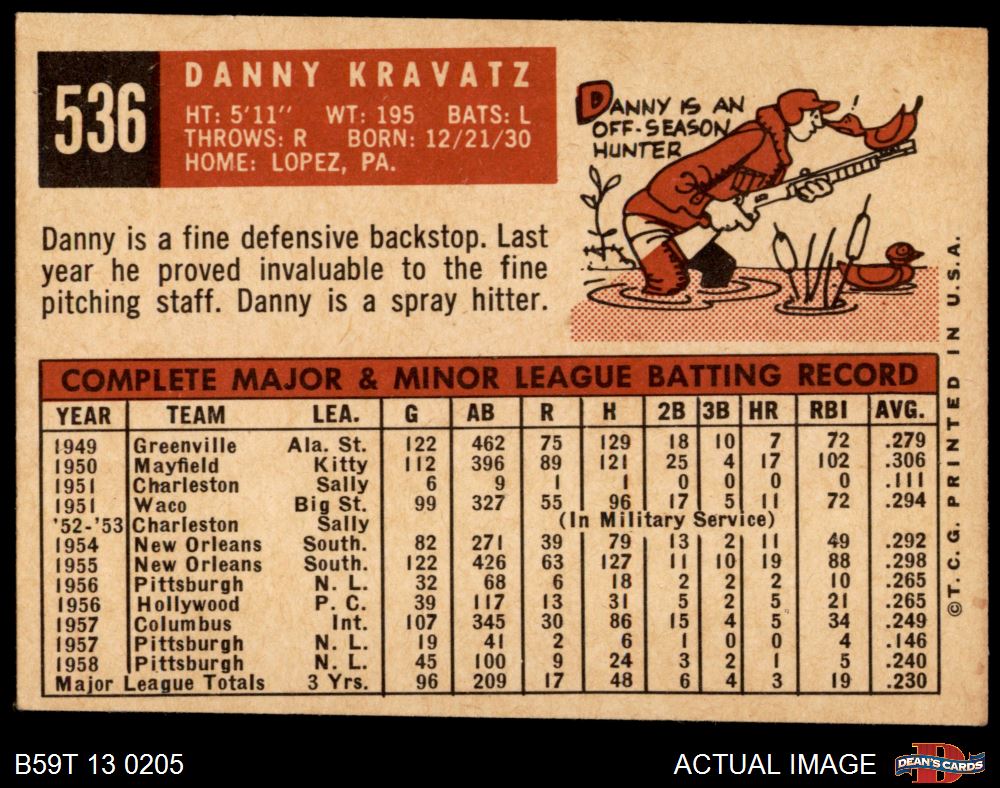 536
DANNY KRAVATZ
HT: 5'11" WT: 195 BATS: L
THROWS: R BORN: 12/21/30
HOME: LOPEZ, PA.
DANNY IS AN
OFF-SEASON
HUNTER
!
Danny is a fine defensive backstop. Last
year he proved invaluable to the fine
pitching staff. Danny is a spray hitter.
COMPLETE MAJOR & MINOR LEAGUE BATTING RECORD
YEAR TEAM LEA. G AB R H 2B 3B HR RBI AVG.
1949 Greenville Ala. St. 122 462 75 129 18 10 7 72 .279
1950 Mayfield Kitty 112 396 89 121 25 4 17 102 .306
1951 Charleston Sally 6 9 1 1 0 0 0 0 .111
1951 Waco Big St. 99 327 55 96 17 5 11 72 .294
'52-'53 Charleston Sally (In Military Service)
1954 New Orleans South. 82 271 39 79 13 2 11 49 .292
1955 New Orleans South. 122 426 63 127 11 10 19 88 .298
1956 Pittsburgh N. L. 32 68 6 18 2 2 2 10 .265
1956 Hollywood P. C. 39 117 13 31 5 2 5 21 .265
1957 Columbus Int. 107 345 30 86 15 4 5 34 .249
1957 Pittsburgh N. L. 19 41 2 6 1 0 0 4 .146
1958 Pittsburgh N. L. 45 100 9 24 3 2 1 5 .240
Major League Totals 3 Yrs. 96 209 17 48 6 4 3 19 .230
©T. C. G. PRINTED IN U.S.A.
B59T 13 0205
ACTUAL IMAGE
D
DEAN'S CARDS